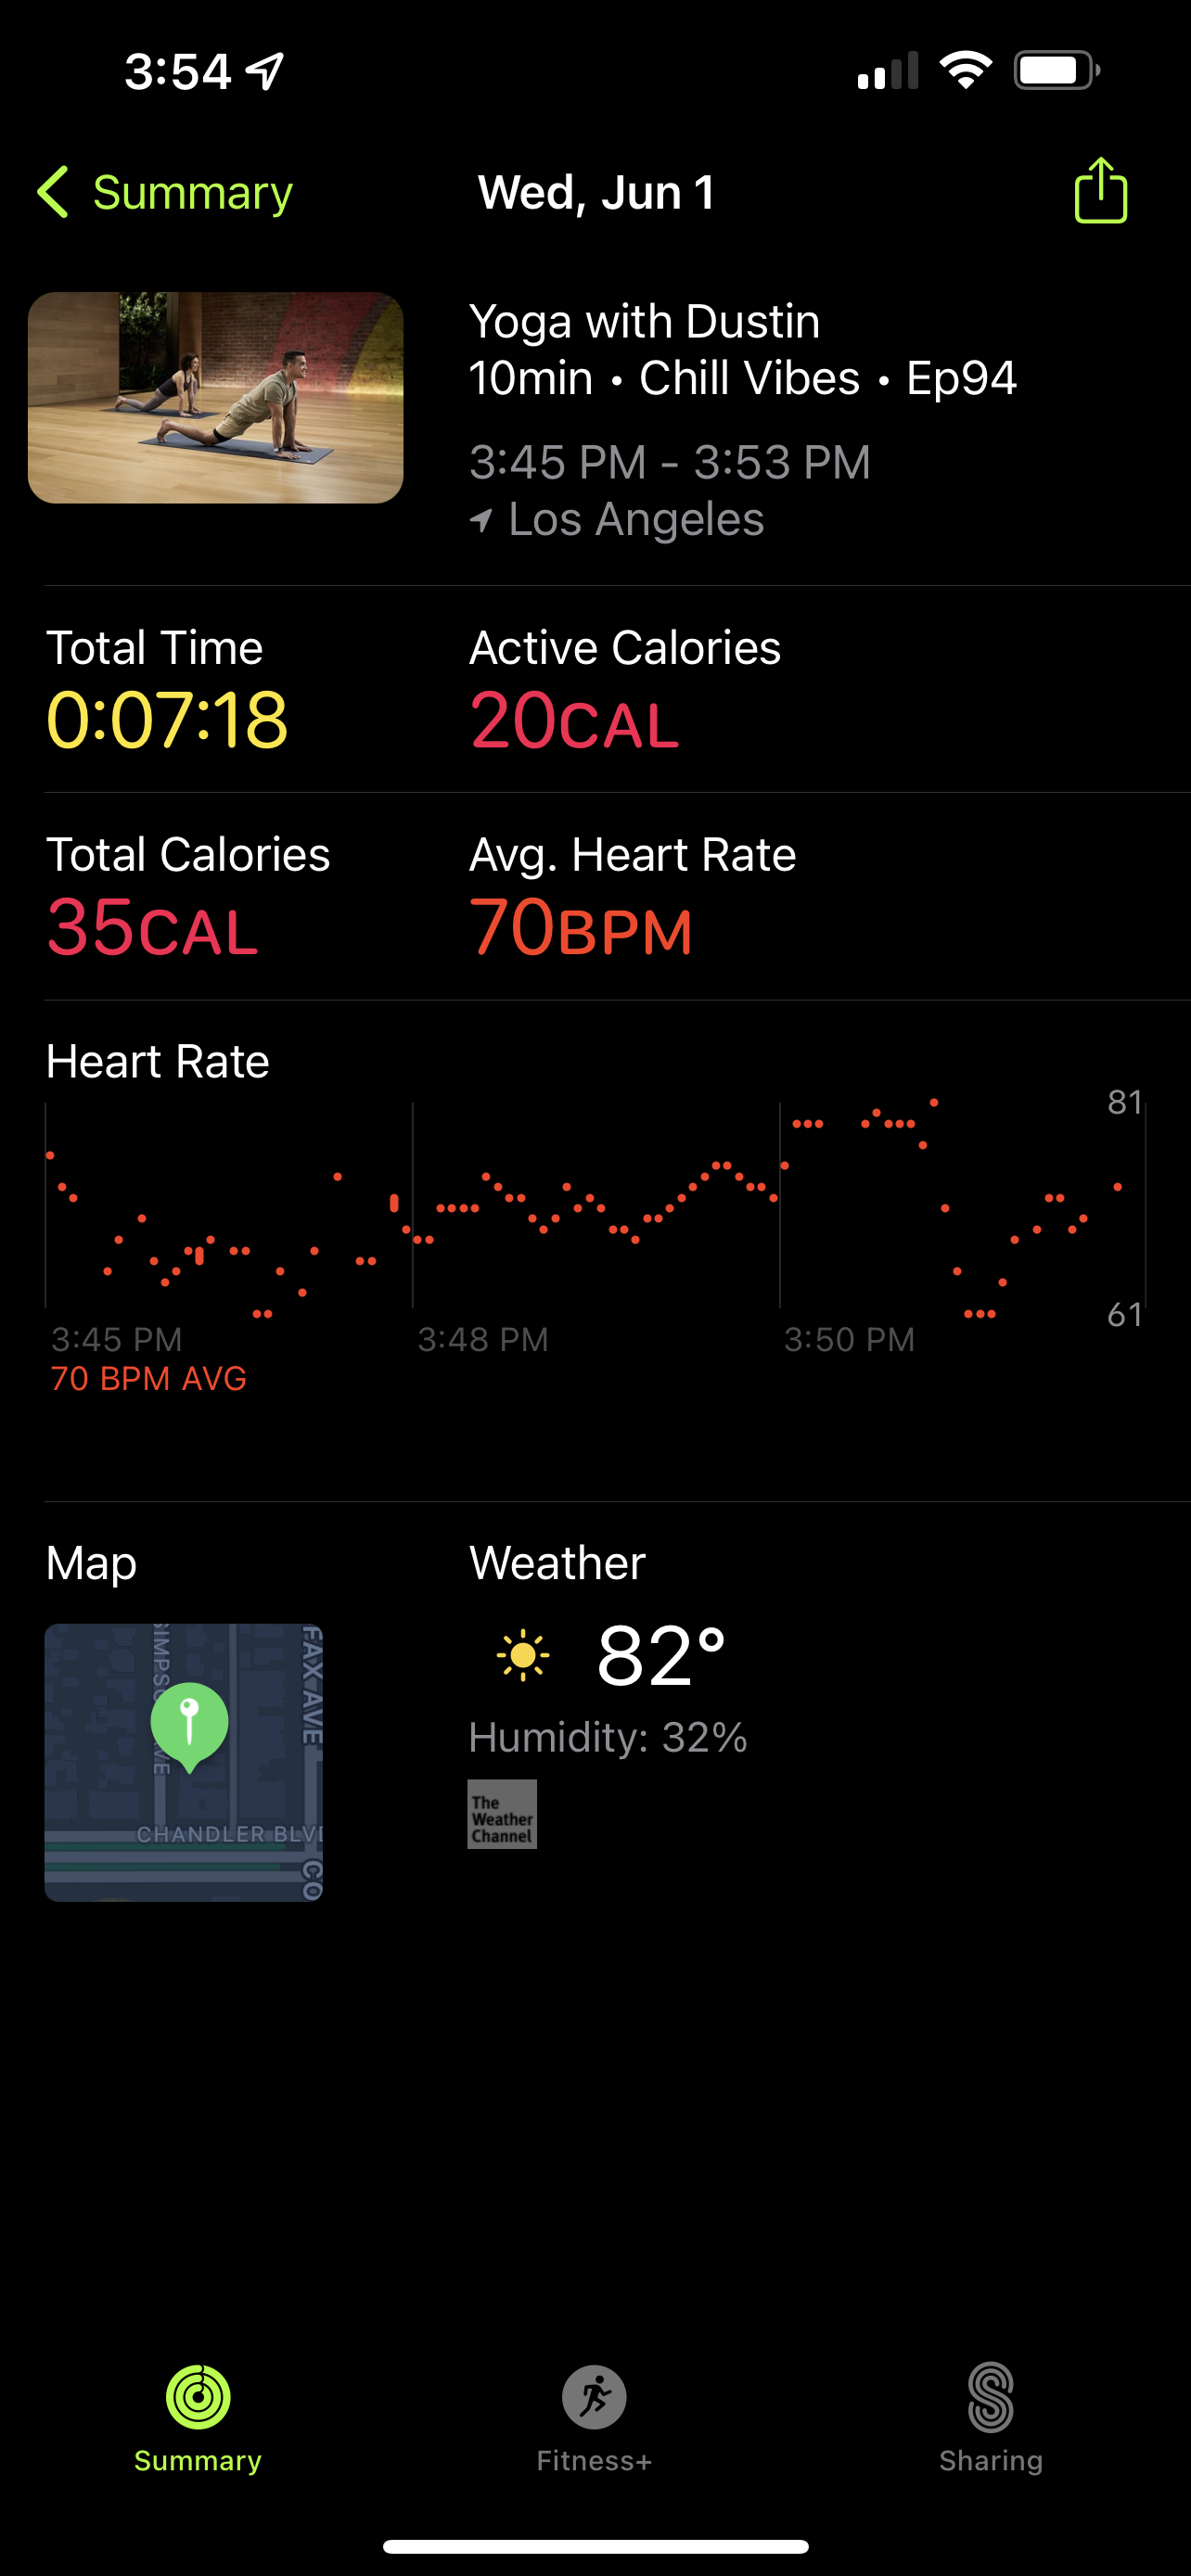 3:54
Summary
Wed, Jun 1
Yoga with Dustin
10min • Chill Vibes • Ep94
3:45 PM - 3:53 PM
Los Angeles
Total Time
0:07:18
Active Calories
20CAL
Total Calories
35CAL
Avg. Heart Rate
70BPM
Heart Rate
81
61
3:45 PM
3:48 PM
3:50 PM
70 BPM AVG
Map
SIMPS
VE
FAX AVE
CHANDLER BLV
CO
Weather
82°
Humidity: 32%
The
Weather
Channel
Summary
Fitness+
Sharing